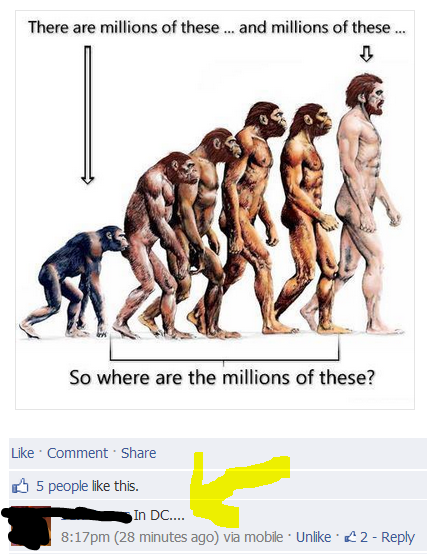 There are millions of these ... and millions of these ...
So where are the millions of these?
Like · Comment · Share
5 people like this.
In DC....
8:17pm (28 minutes ago) via mobile · Unlike · 2 - Reply